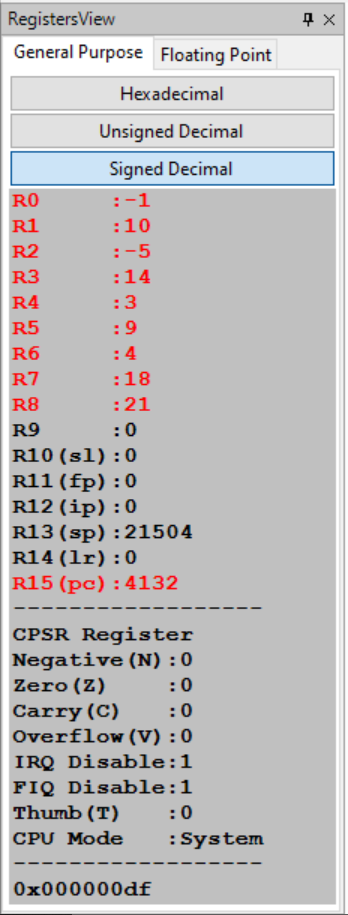 RegistersView
General Purpose Floating Point
Hexadecimal
Unsigned Decimal
Signed Decimal
R0 :-1
R1 :10
R2 :-5
R3 :14
R4 :3
R5 :9
R6 :4
R7 :18
R8 :21
R9 :0
R10(sl):0
R11(fp):0
R12(ip):0
R13(sp):21504
R14(lr):0
R15(pc):4132
------------------
CPSR Register
Negative(N):0
Zero(Z) :0
Carry(C) :0
Overflow(V):0
IRQ Disable:1
FIQ Disable:1
Thumb(T) :0
CPU Mode :System
------------------
0x000000df